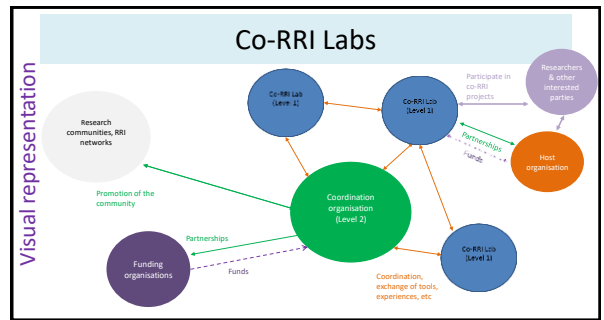 Co-RRI Labs
Visual representation
Research
communities, RRI
networks
Co-RRI Lab
(Level 1)
Co-RRI Lab
(Level 1)
Participate in
co-RRI
projects
Researchers
& other
interested
parties
Partnerships
Funds
Host
organisation
Promotion of the
community
Coordination
organisation
(Level 2)
Partnerships
Funding
organisations
Funds
Co-RRI Lab
(Level 1)
Coordination,
exchange of tools,
experiences, etc